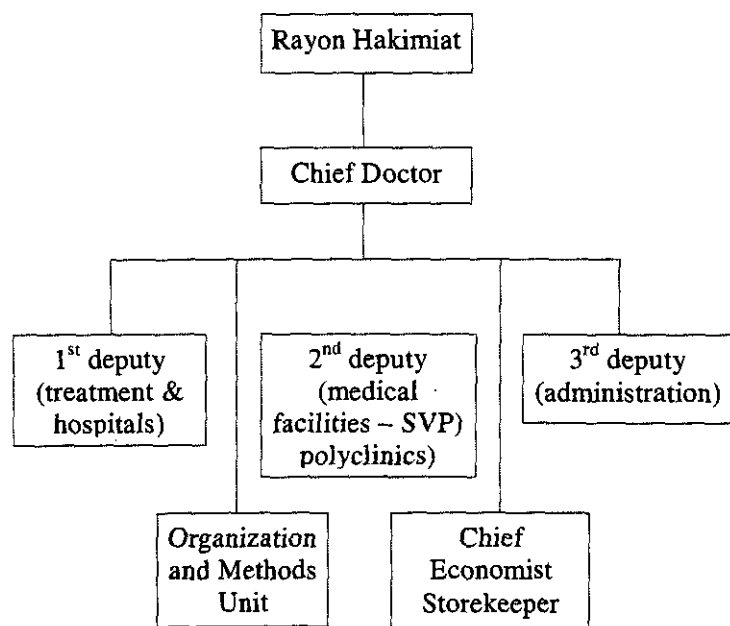 Rayon Hakimiat
Chief Doctor
1st deputy
(treatment &
hospitals)
2nd deputy
(medical
facilities – SVP)
polyclinics)
3rd deputy
(administration)
Organization
and Methods
Unit
Chief
Economist
Storekeeper